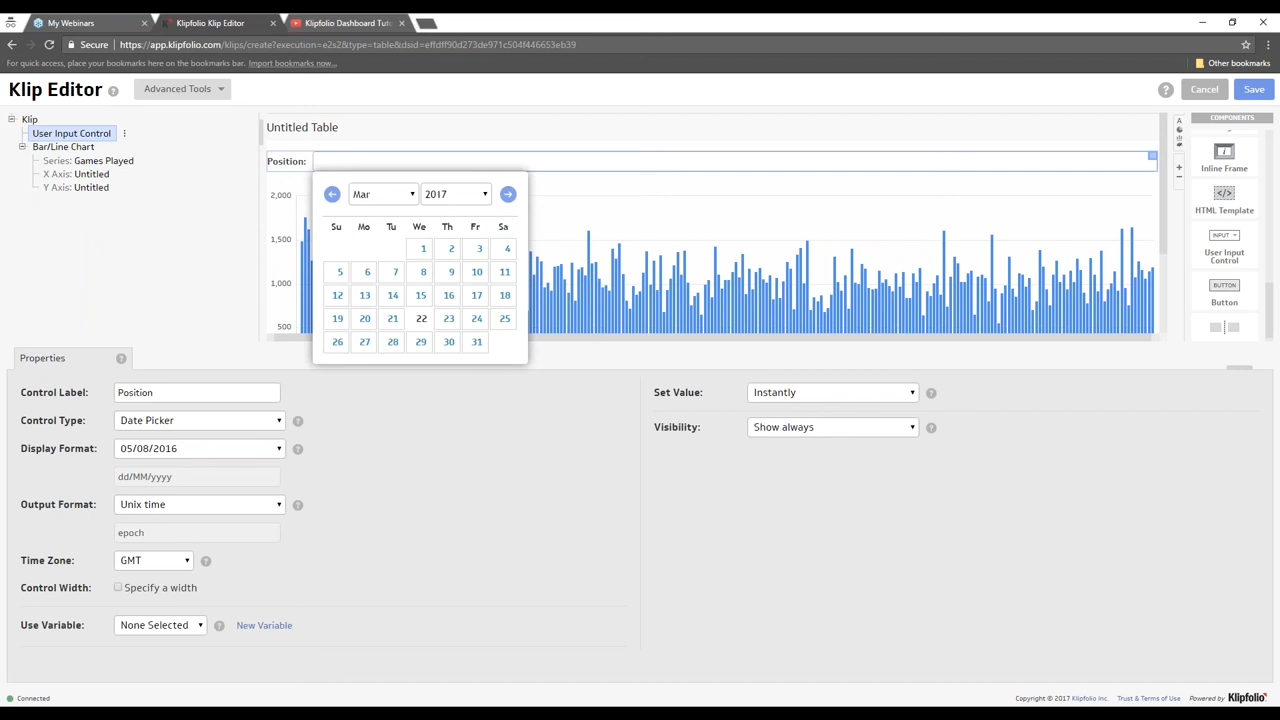 My Webinars
Klipfolio Klip Editor
Klipfolio Dashboard Tuto
Secure https://app.klipfolio.com/klips/create?execution=e2s2&type=table&dsid=effdff90d273de971c504f446653eb39
For quick access, place your bookmarks here on the bookmarks bar. Import bookmarks now...
Other bookmarks
Klip Editor
Advanced Tools
Cancel
Save
Klip
User Input Control
Bar/Line Chart
Series: Games Played
X Axis: Untitled
Y Axis: Untitled
Untitled Table
Position:
2,000
1,500
1,000
500
Mar
2017
Su Mo Tu We Th Fr Sa
1 2 3 4
5 6 7 8 9 10 11
12 13 14 15 16 17 18
19 20 21 22 23 24 25
26 27 28 29 30 31
COMPONENTS
Inline Frame
HTML Template
INPUT
User Input
Control
BUTTON
Button
Properties
Control Label: Position
Control Type: Date Picker
Display Format: 05/08/2016
dd/MM/yyyy
Output Format: Unix time
epoch
Time Zone: GMT
Control Width: Specify a width
Use Variable: None Selected New Variable
Set Value: Instantly
Visibility: Show always
Connected
Copyright © 2017 Klipfolio Inc. Trust & Terms of Use Powered by Klipfolio